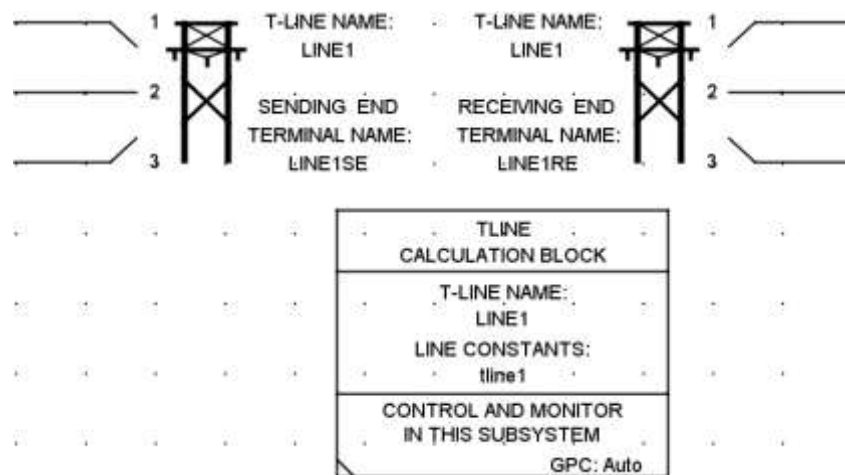 1
T-LINE NAME:
LINE1
2
SENDING END
TERMINAL NAME:
3
LINE1SE
T-LINE NAME:
1
LINE1
RECEIVING END
2
TERMINAL NAME:
LINE1RE
3
TLINE
CALCULATION BLOCK
T-LINE NAME:
LINE1
LINE CONSTANTS:
tline1
CONTROL AND MONITOR
IN THIS SUBSYSTEM
GPC: Auto